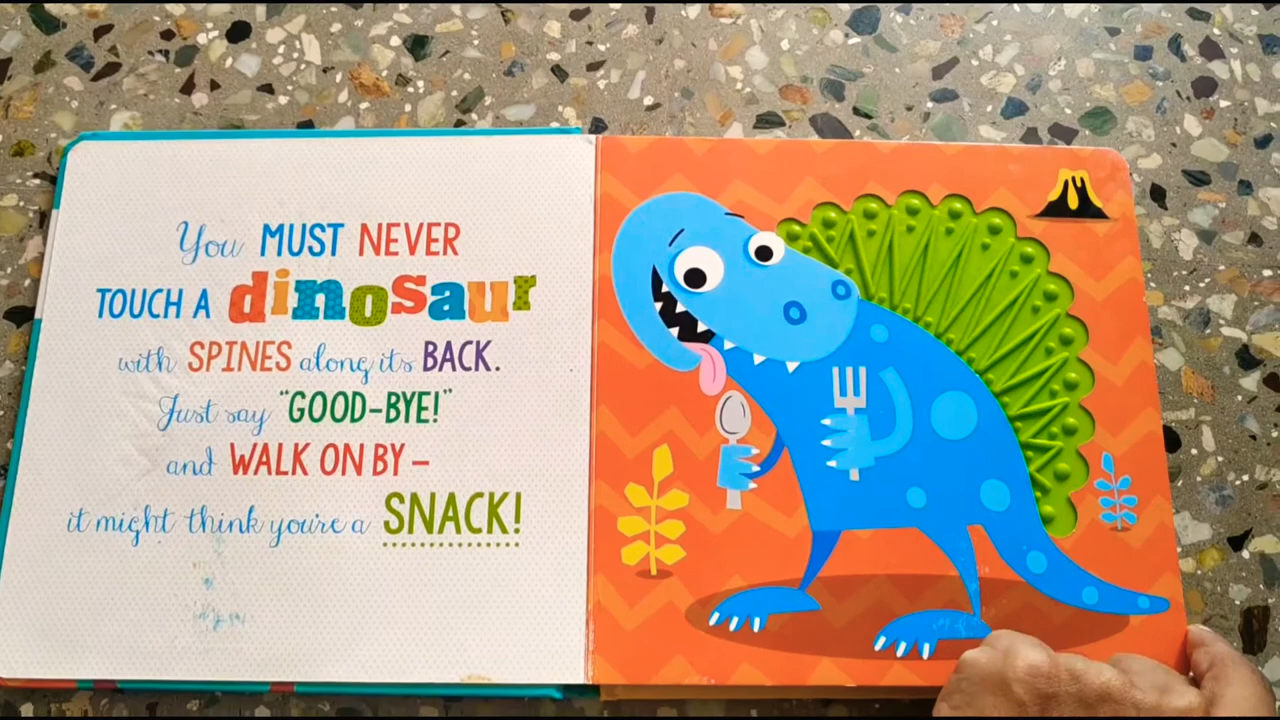 You MUST NEVER
TOUCH A dinosaur
with SPINES along its BACK.
Just say "GOOD-BYE!"
and WALK ON BY –
it might think you're a SNACK!